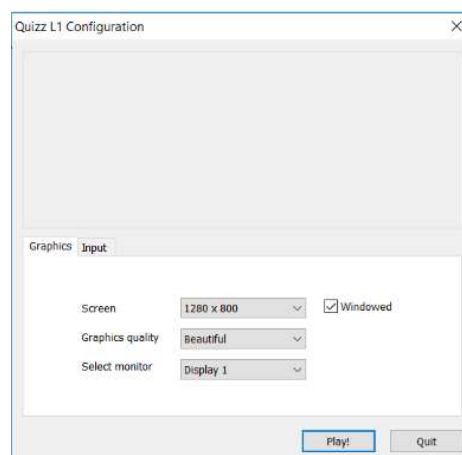 Quizz L1 Configuration
Graphics Input
Screen 1280 x 800 Windowed
Graphics quality Beautiful
Select monitor Display 1
Play! Quit